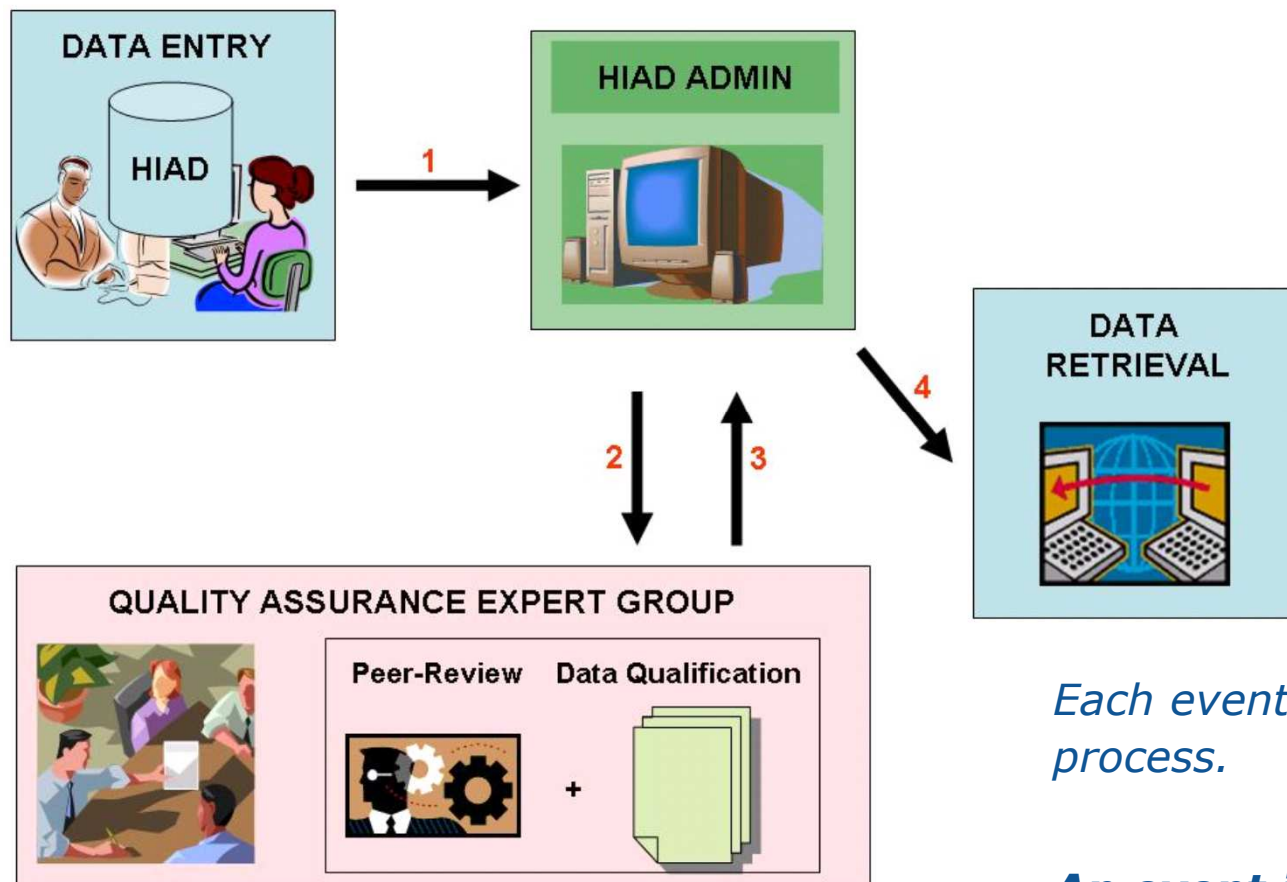 DATA ENTRY
HIAD
1
HIAD ADMIN
2
3
4
DATA
RETRIEVAL
QUALITY ASSURANCE EXPERT GROUP
Peer-Review
Data Qualification
+
Each event
process.